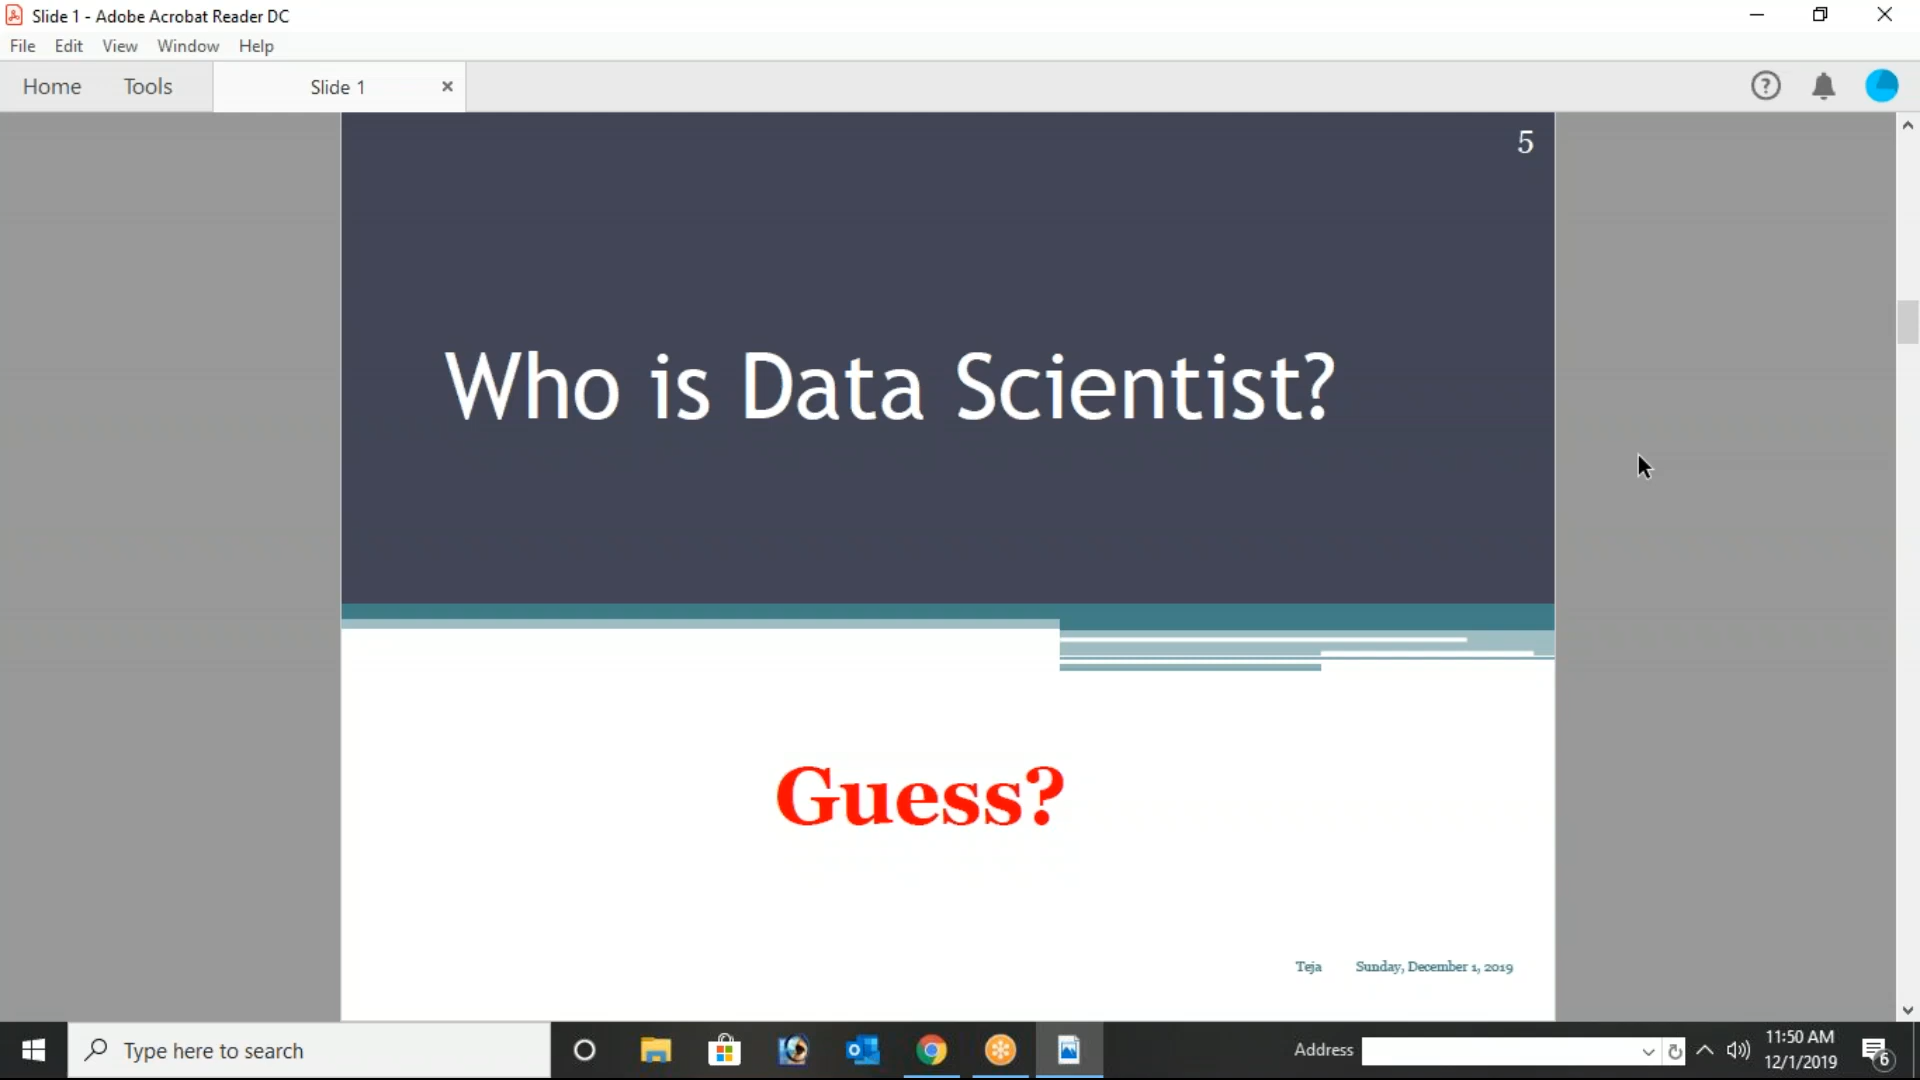 Slide 1 - Adobe Acrobat Reader DC
File Edit View Window Help
Home Tools Slide 1
5
Who is Data Scientist?
Guess?
Teja Sunday, December 1, 2019
Type here to search
Address
11:50 AM
12/1/2019
6